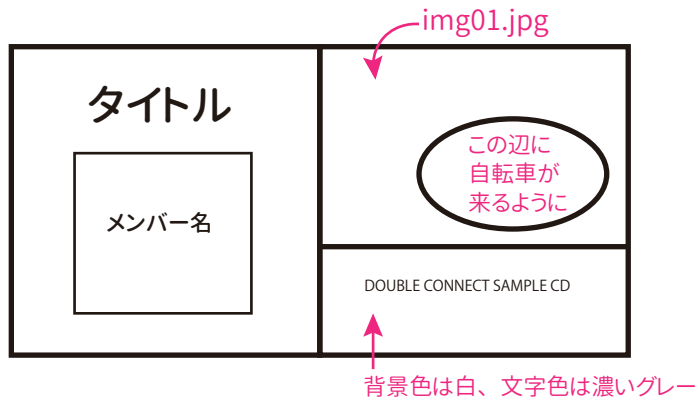 img01.jpg
タイトル
メンバー名
この辺に
自転車が
来るように
DOUBLE CONNECT SAMPLE CD
背景色は白、文字色は濃いグレー